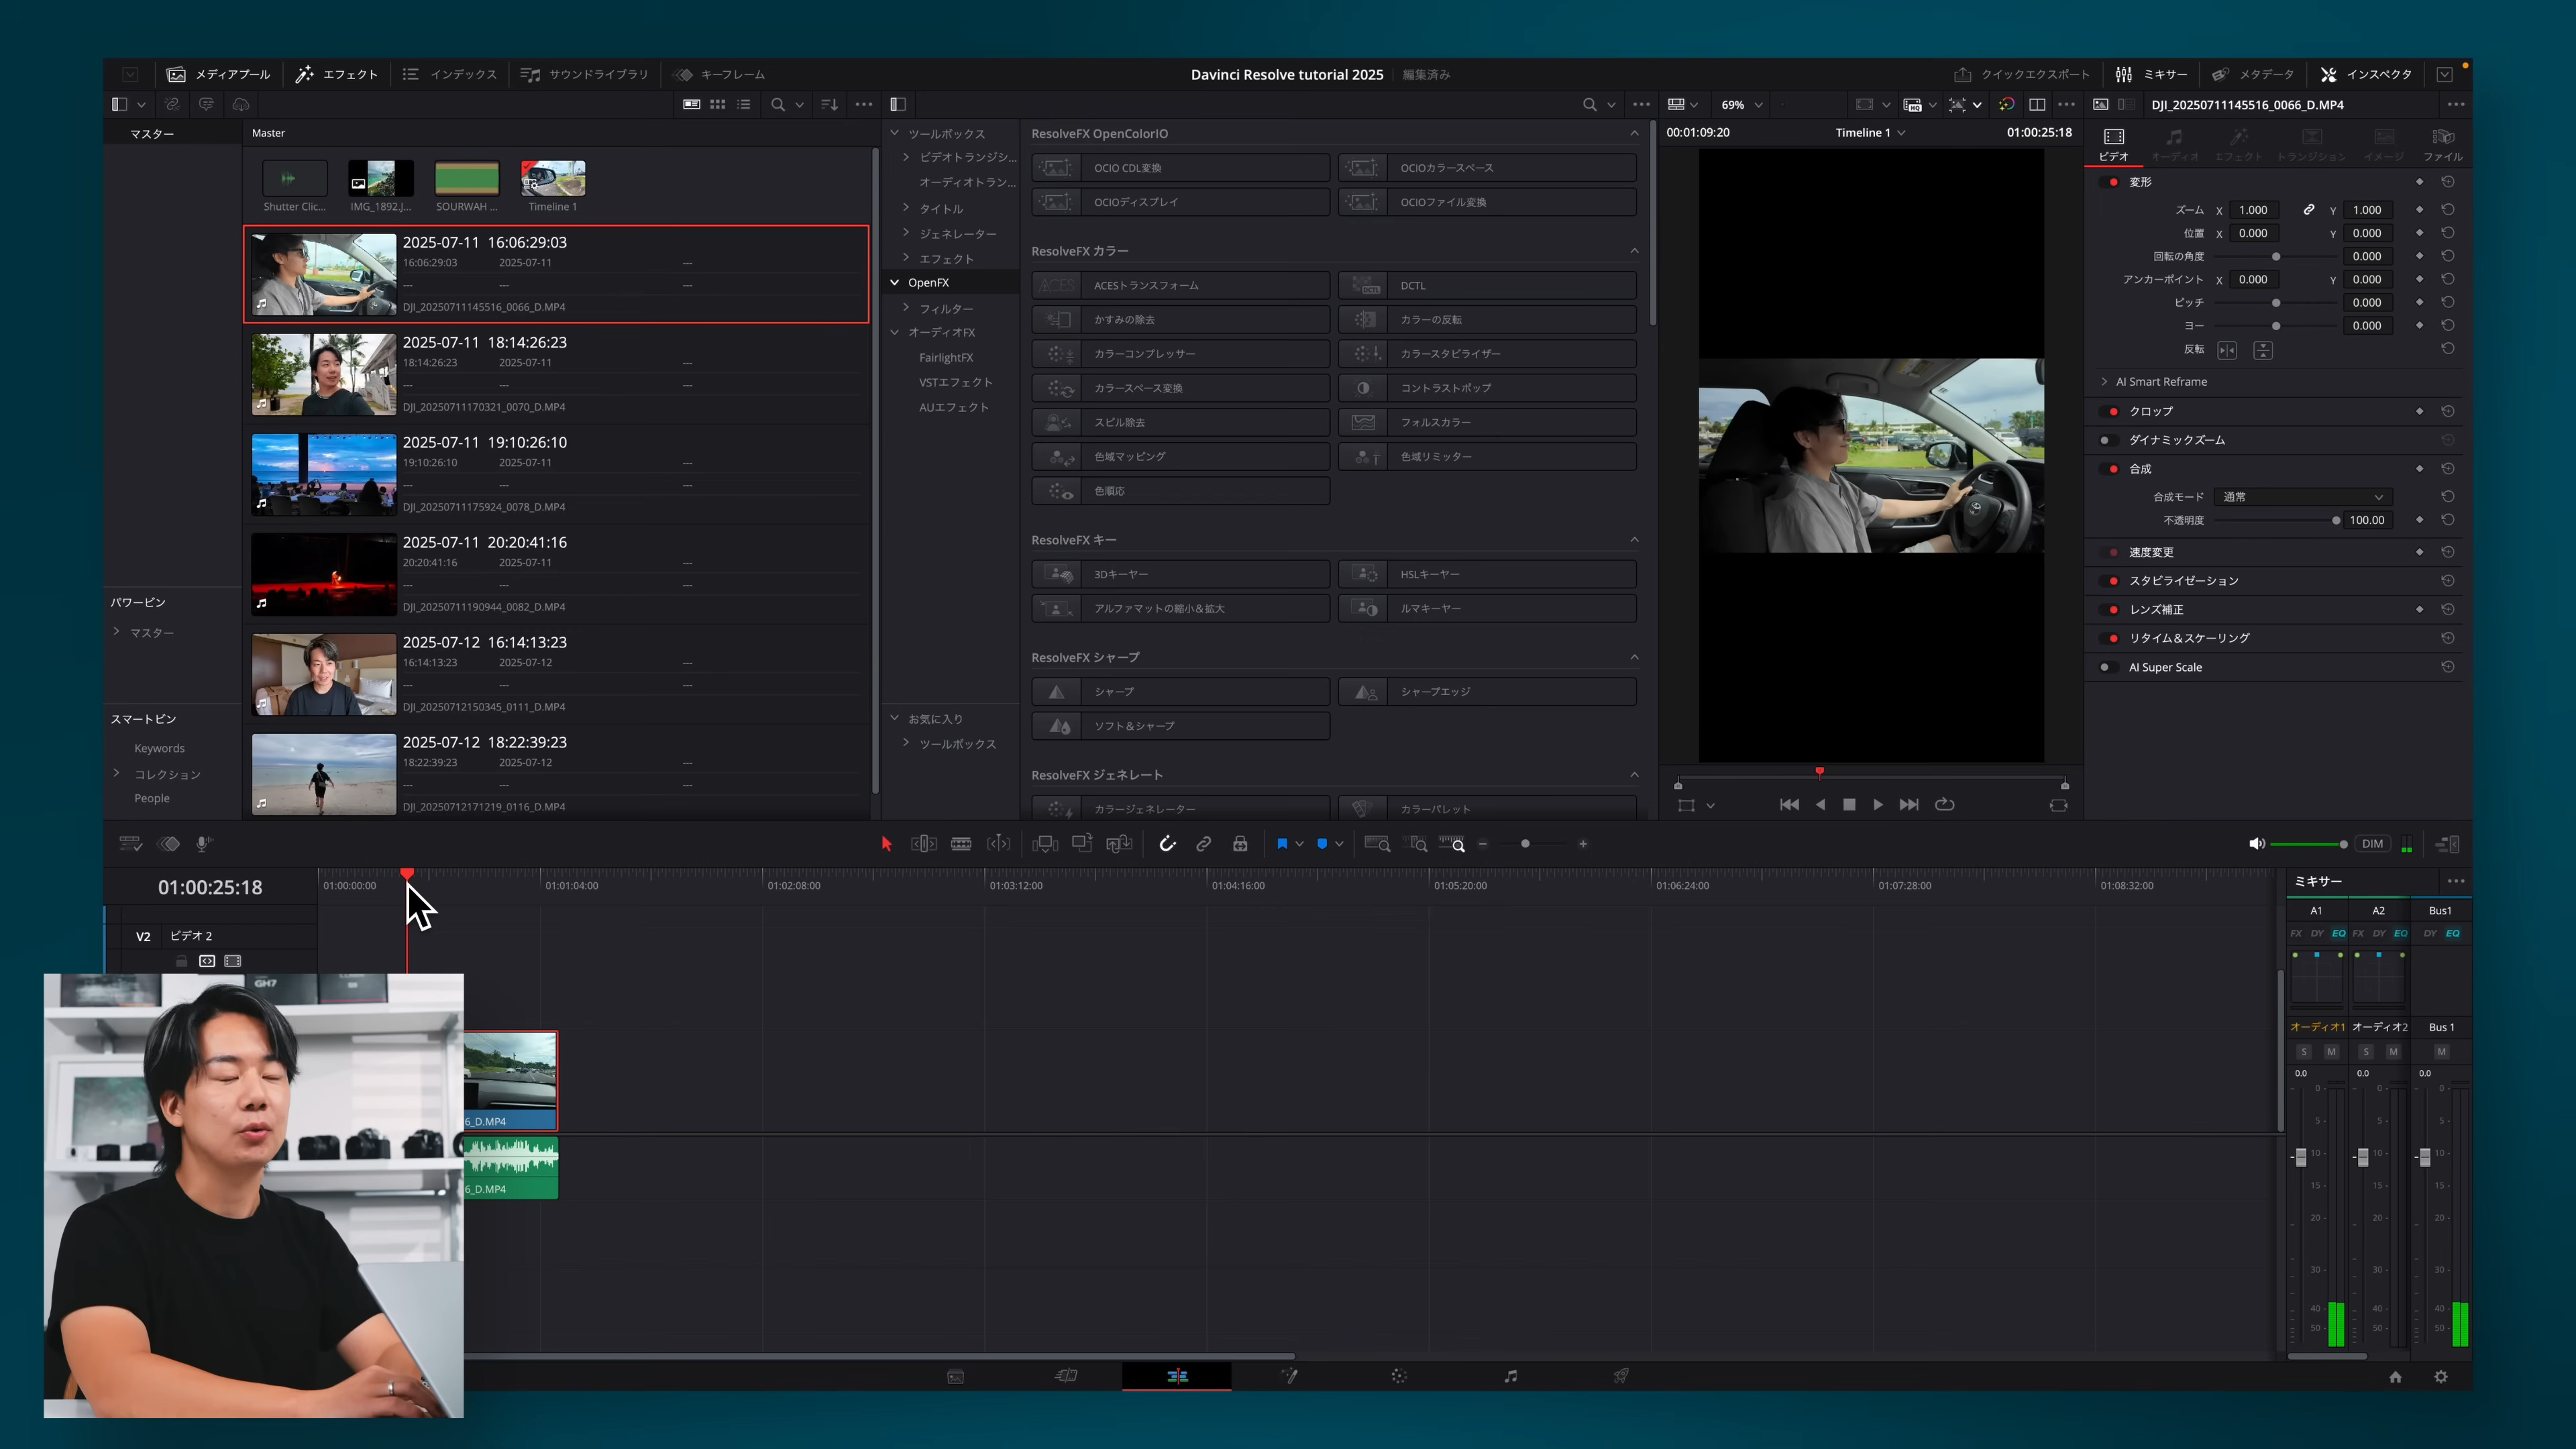 メディアプール エフェクト インデックス サウンドライブラリ キーフレーム Davinci Resolve tutorial 2025 編集済み クイックエクスポート ミキサー メタデータ インスペクタ
69% DJI_20250711145516_0066_D.MP4
マスター Master
Shutter Clic... IMG_1892.J... SOURWAH ... Timeline 1
2025-07-11 16:06:29:03
16:06:29:03 2025-07-11 ---
--- --- ---
DJI_20250711145516_0066_D.MP4
2025-07-11 18:14:26:23
18:14:26:23 2025-07-11 ---
--- --- ---
DJI_20250711170321_0070_D.MP4
2025-07-11 19:10:26:10
19:10:26:10 2025-07-11 ---
--- --- ---
DJI_20250711175924_0078_D.MP4
2025-07-11 20:20:41:16
20:20:41:16 2025-07-11 ---
--- --- ---
DJI_20250711190944_0082_D.MP4
2025-07-12 16:14:13:23
16:14:13:23 2025-07-12 ---
--- --- ---
DJI_20250712150345_0111_D.MP4
2025-07-12 18:22:39:23
18:22:39:23 2025-07-12 ---
--- --- ---
DJI_20250712171219_0116_D.MP4
パワービン
マスター
スマートビン
Keywords
コレクション
People
ツールボックス
ビデオトランジシ...
オーディオトラン...
タイトル
ジェネレーター
エフェクト
OpenFX
フィルター
オーディオFX
FairlightFX
VSTエフェクト
AUエフェクト
お気に入り
ツールボックス
ResolveFX OpenColorIO
OCIO CDL変換 OCIOカラースペース
OCIOディスプレイ OCIOファイル変換
ResolveFX カラー
ACES ACESトランスフォーム DCTL DCTL
かすみの除去 カラーの反転
カラーコンプレッサー カラースタビライザー
カラースペース変換 コントラストポップ
スピル除去 フォルスカラー
色域マッピング 色域リミッター
色順応
ResolveFX キー
3Dキーヤー HSLキーヤー
アルファマットの縮小＆拡大 ルマキーヤー
ResolveFX シャープ
シャープ シャープエッジ
ソフト＆シャープ
ResolveFX ジェネレート
カラージェネレーター カラーパレット
00:01:09:20 Timeline 1 01:00:25:18
ビデオ オーディオ エフェクト トランジション イメージ ファイル
変形
ズーム X 1.000 Y 1.000
位置 X 0.000 Y 0.000
回転の角度 0.000
アンカーポイント X 0.000 Y 0.000
ピッチ 0.000
ヨー 0.000
反転
AI Smart Reframe
クロップ
ダイナミックズーム
合成
合成モード 通常
不透明度 100.00
速度変更
スタビライゼーション
レンズ補正
リタイム＆スケーリング
AI Super Scale
DIM
01:00:25:18 01:00:00:00 01:01:04:00 01:02:08:00 01:03:12:00 01:04:16:00 01:05:20:00 01:06:24:00 01:07:28:00 01:08:32:00
V2 ビデオ 2
GH7
6_D.MP4
6_D.MP4
ミキサー
A1 A2 Bus1
FX DY EQ FX DY EQ DY EQ
オーディオ1 オーディオ2 Bus 1
S M S M M
0.0 0.0 0.0
0 0 0
5 5 5
10 10 10
15 15 15
20 20 20
30 30 30
40 40 40
50 50 50